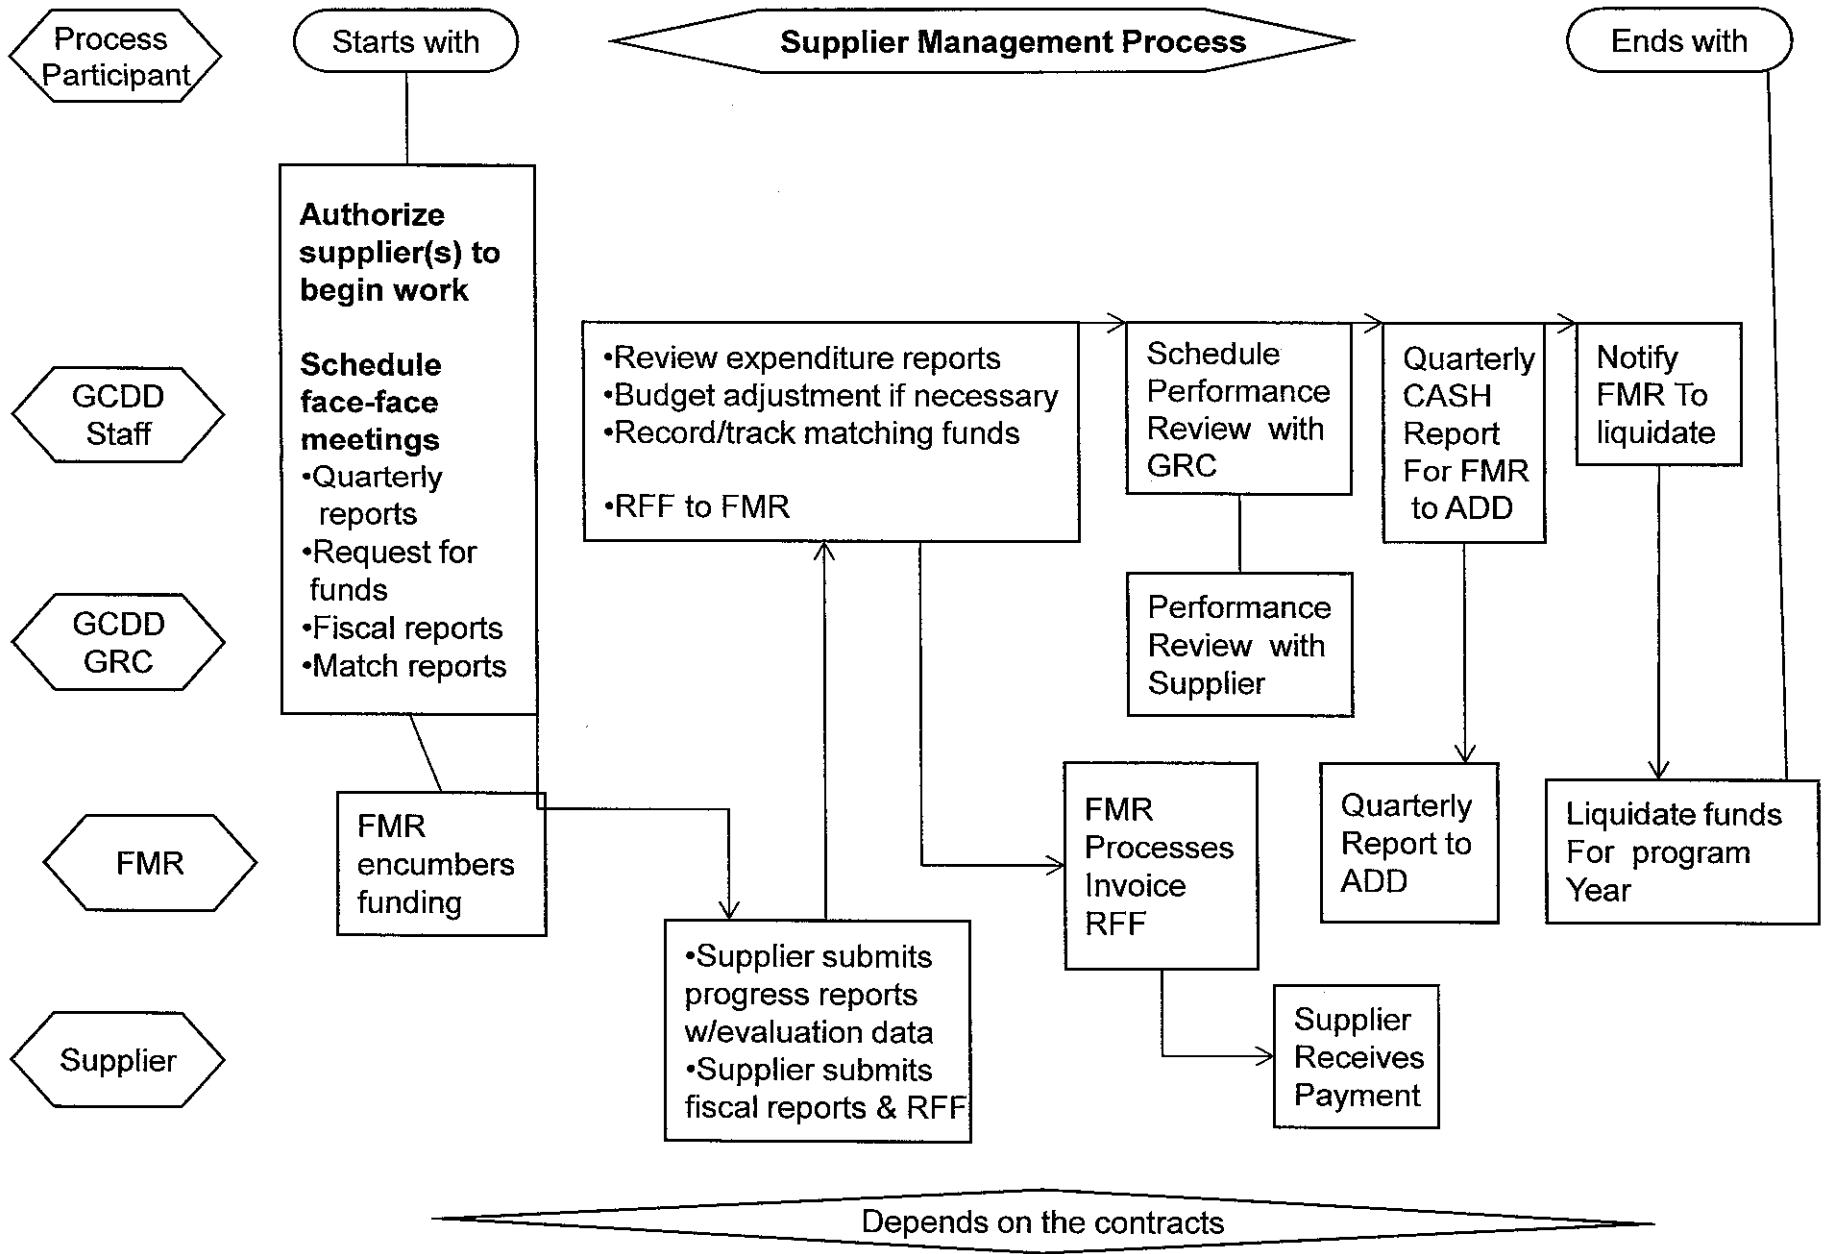 Process
Participant
Starts with
Supplier Management Process
Ends with
Authorize
supplier(s) to
begin work
Schedule
face-face
meetings
•Quarterly
reports
•Request for
funds
•Fiscal reports
•Match reports
GCDD
Staff
•Review expenditure reports
•Budget adjustment if necessary
•Record/track matching funds
•RFF to FMR
Schedule
Performance
Review with
GRC
Quarterly
CASH
Report
For FMR
to ADD
Notify
FMR To
liquidate
GCDD
GRC
Performance
Review with
Supplier
FMR
FMR
encumbers
funding
FMR
Processes
Invoice
RFF
Quarterly
Report to
ADD
Liquidate funds
For program
Year
Supplier
•Supplier submits
progress reports
w/evaluation data
•Supplier submits
fiscal reports & RFF
Supplier
Receives
Payment
Depends on the contracts